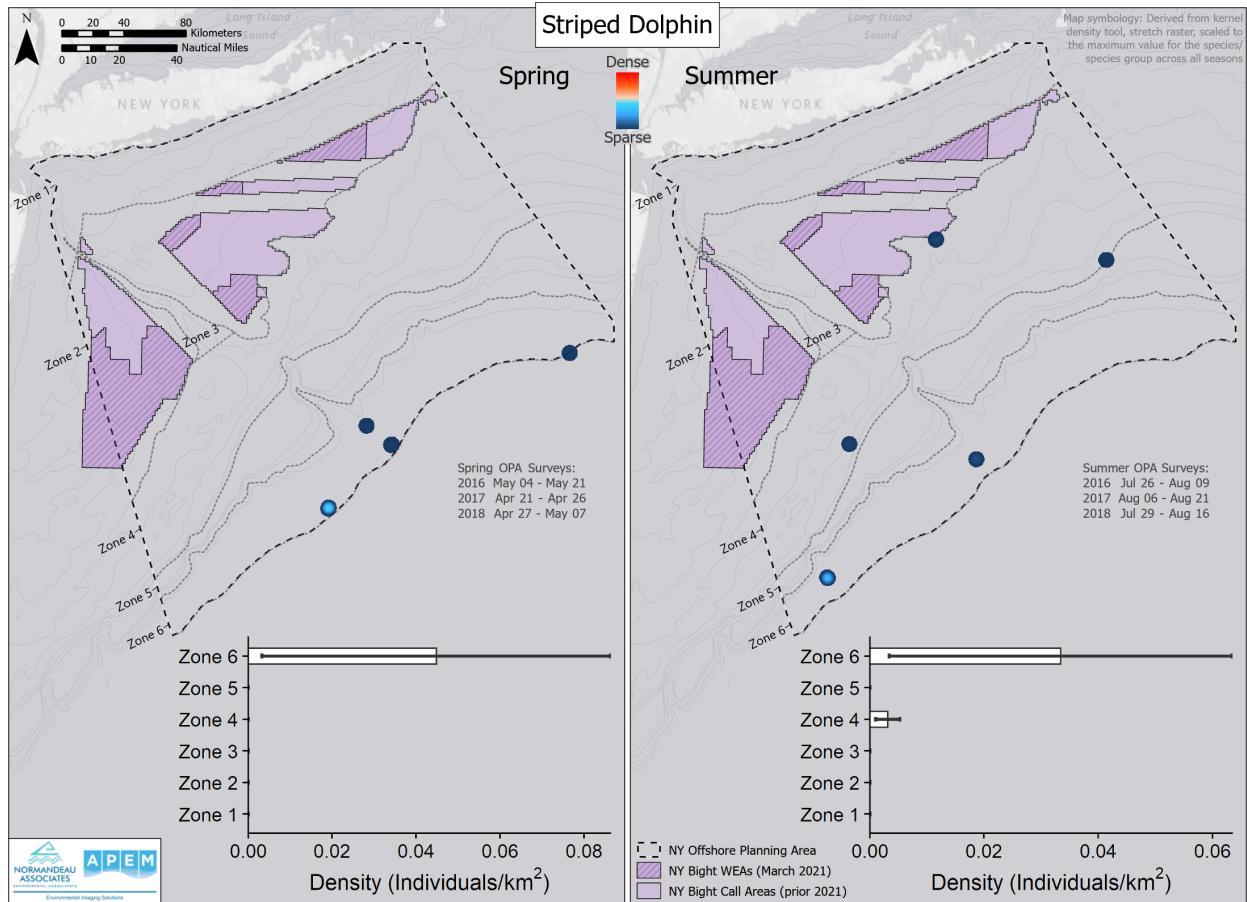 Striped Dolphin
N
0 20 40 80
Kilometers
Nautical Miles
0 10 20 40
Long Island
Sound
NEW YORK
Spring
Dense
Sparse
Zone 1
Zone 2
Zone 3
Zone 4
Zone 5
Zone 6
Spring OPA Surveys:
2016 May 04 - May 21
2017 Apr 21 - Apr 26
2018 Apr 27 - May 07
Zone 6
Zone 5
Zone 4
Zone 3
Zone 2
Zone 1
0.00 0.02 0.04 0.06 0.08
Density (Individuals/km²)
NORMANDEAU
ASSOCIATES
ENVIRONMENTAL CONSULTANTS
APEM
Environmental Imaging Solutions
Summer
Long Island
Sound
NEW YORK
Map symbology: Derived from kernel
density tool, stretch raster, scaled to
the maximum value for the species/
species group across all seasons
Zone 1
Zone 2
Zone 3
Zone 4
Zone 5
Zone 6
Summer OPA Surveys:
2016 Jul 26 - Aug 09
2017 Aug 06 - Aug 21
2018 Jul 29 - Aug 16
Zone 6
Zone 5
Zone 4
Zone 3
Zone 2
Zone 1
0.00 0.02 0.04 0.06
Density (Individuals/km²)
NY Offshore Planning Area
NY Bight WEAs (March 2021)
NY Bight Call Areas (prior 2021)